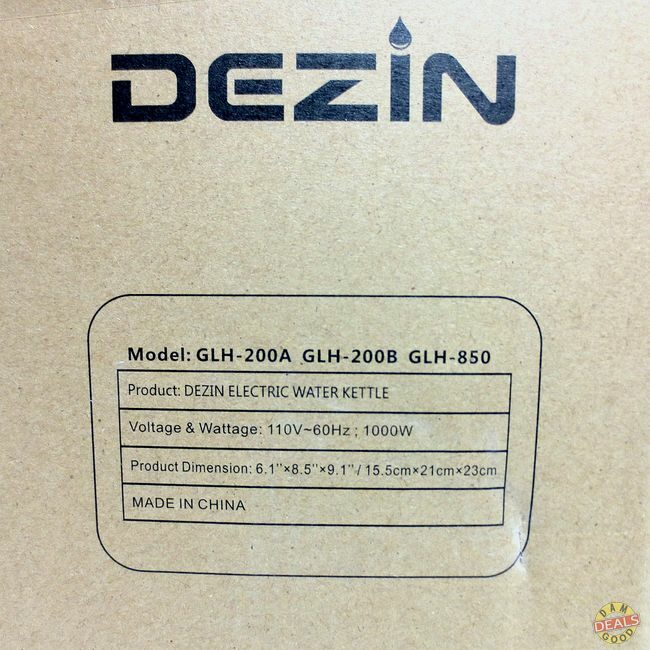 DEZIN
Model: GLH-200A GLH-200B GLH-850
Product: DEZIN ELECTRIC WATER KETTLE
Voltage & Wattage: 110V~60Hz ; 1000W
Product Dimension: 6.1''×8.5''×9.1'' / 15.5cm×21cm×23cm
MADE IN CHINA
DAM
GOOD
DEALS